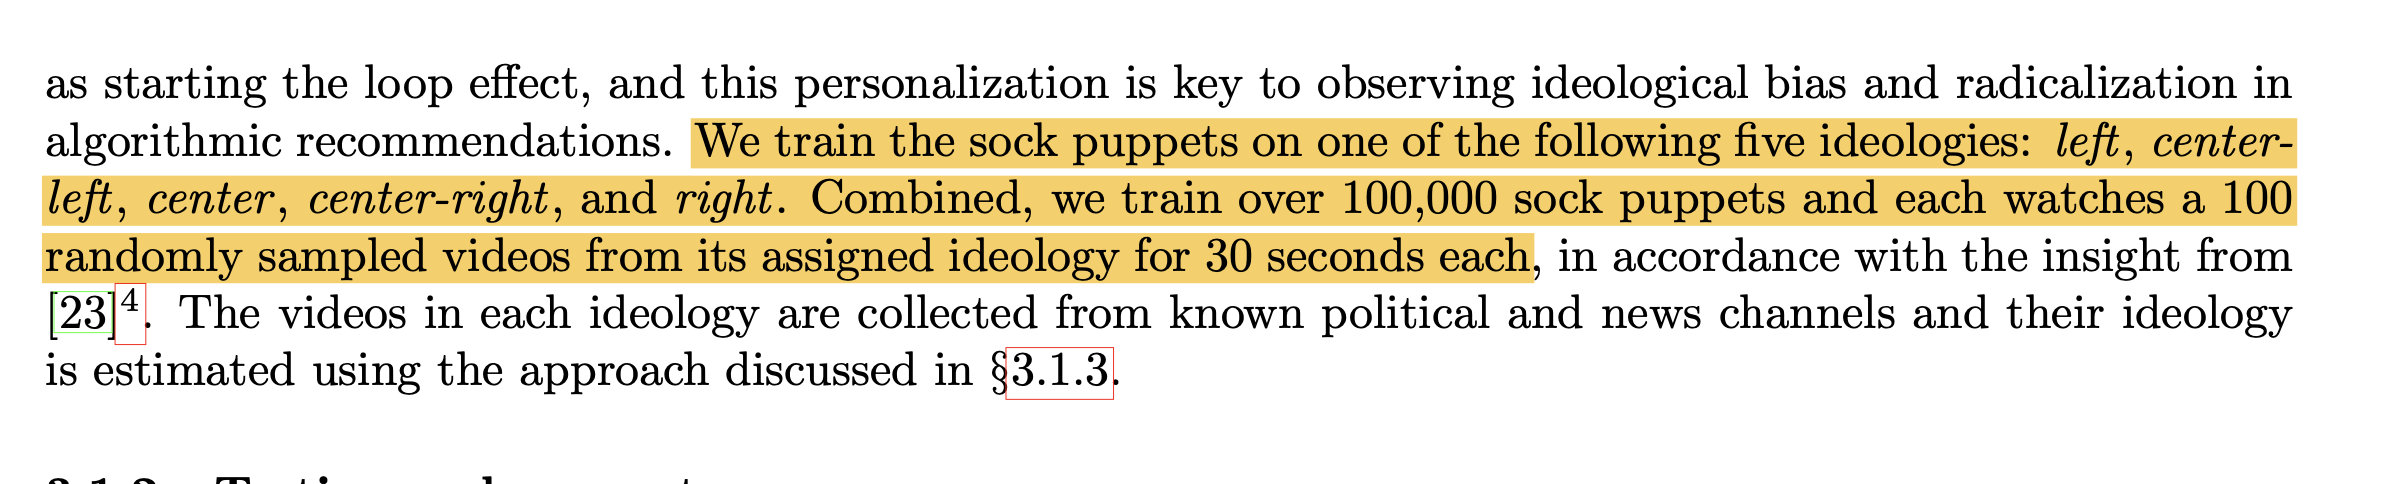 as starting the loop effect, and this personalization is key to observing ideological bias and radicalization in
algorithmic recommendations. We train the sock puppets on one of the following five ideologies: left, center-
left, center, center-right, and right. Combined, we train over 100,000 sock puppets and each watches a 100
randomly sampled videos from its assigned ideology for 30 seconds each, in accordance with the insight from
[23]4. The videos in each ideology are collected from known political and news channels and their ideology
is estimated using the approach discussed in §3.1.3.